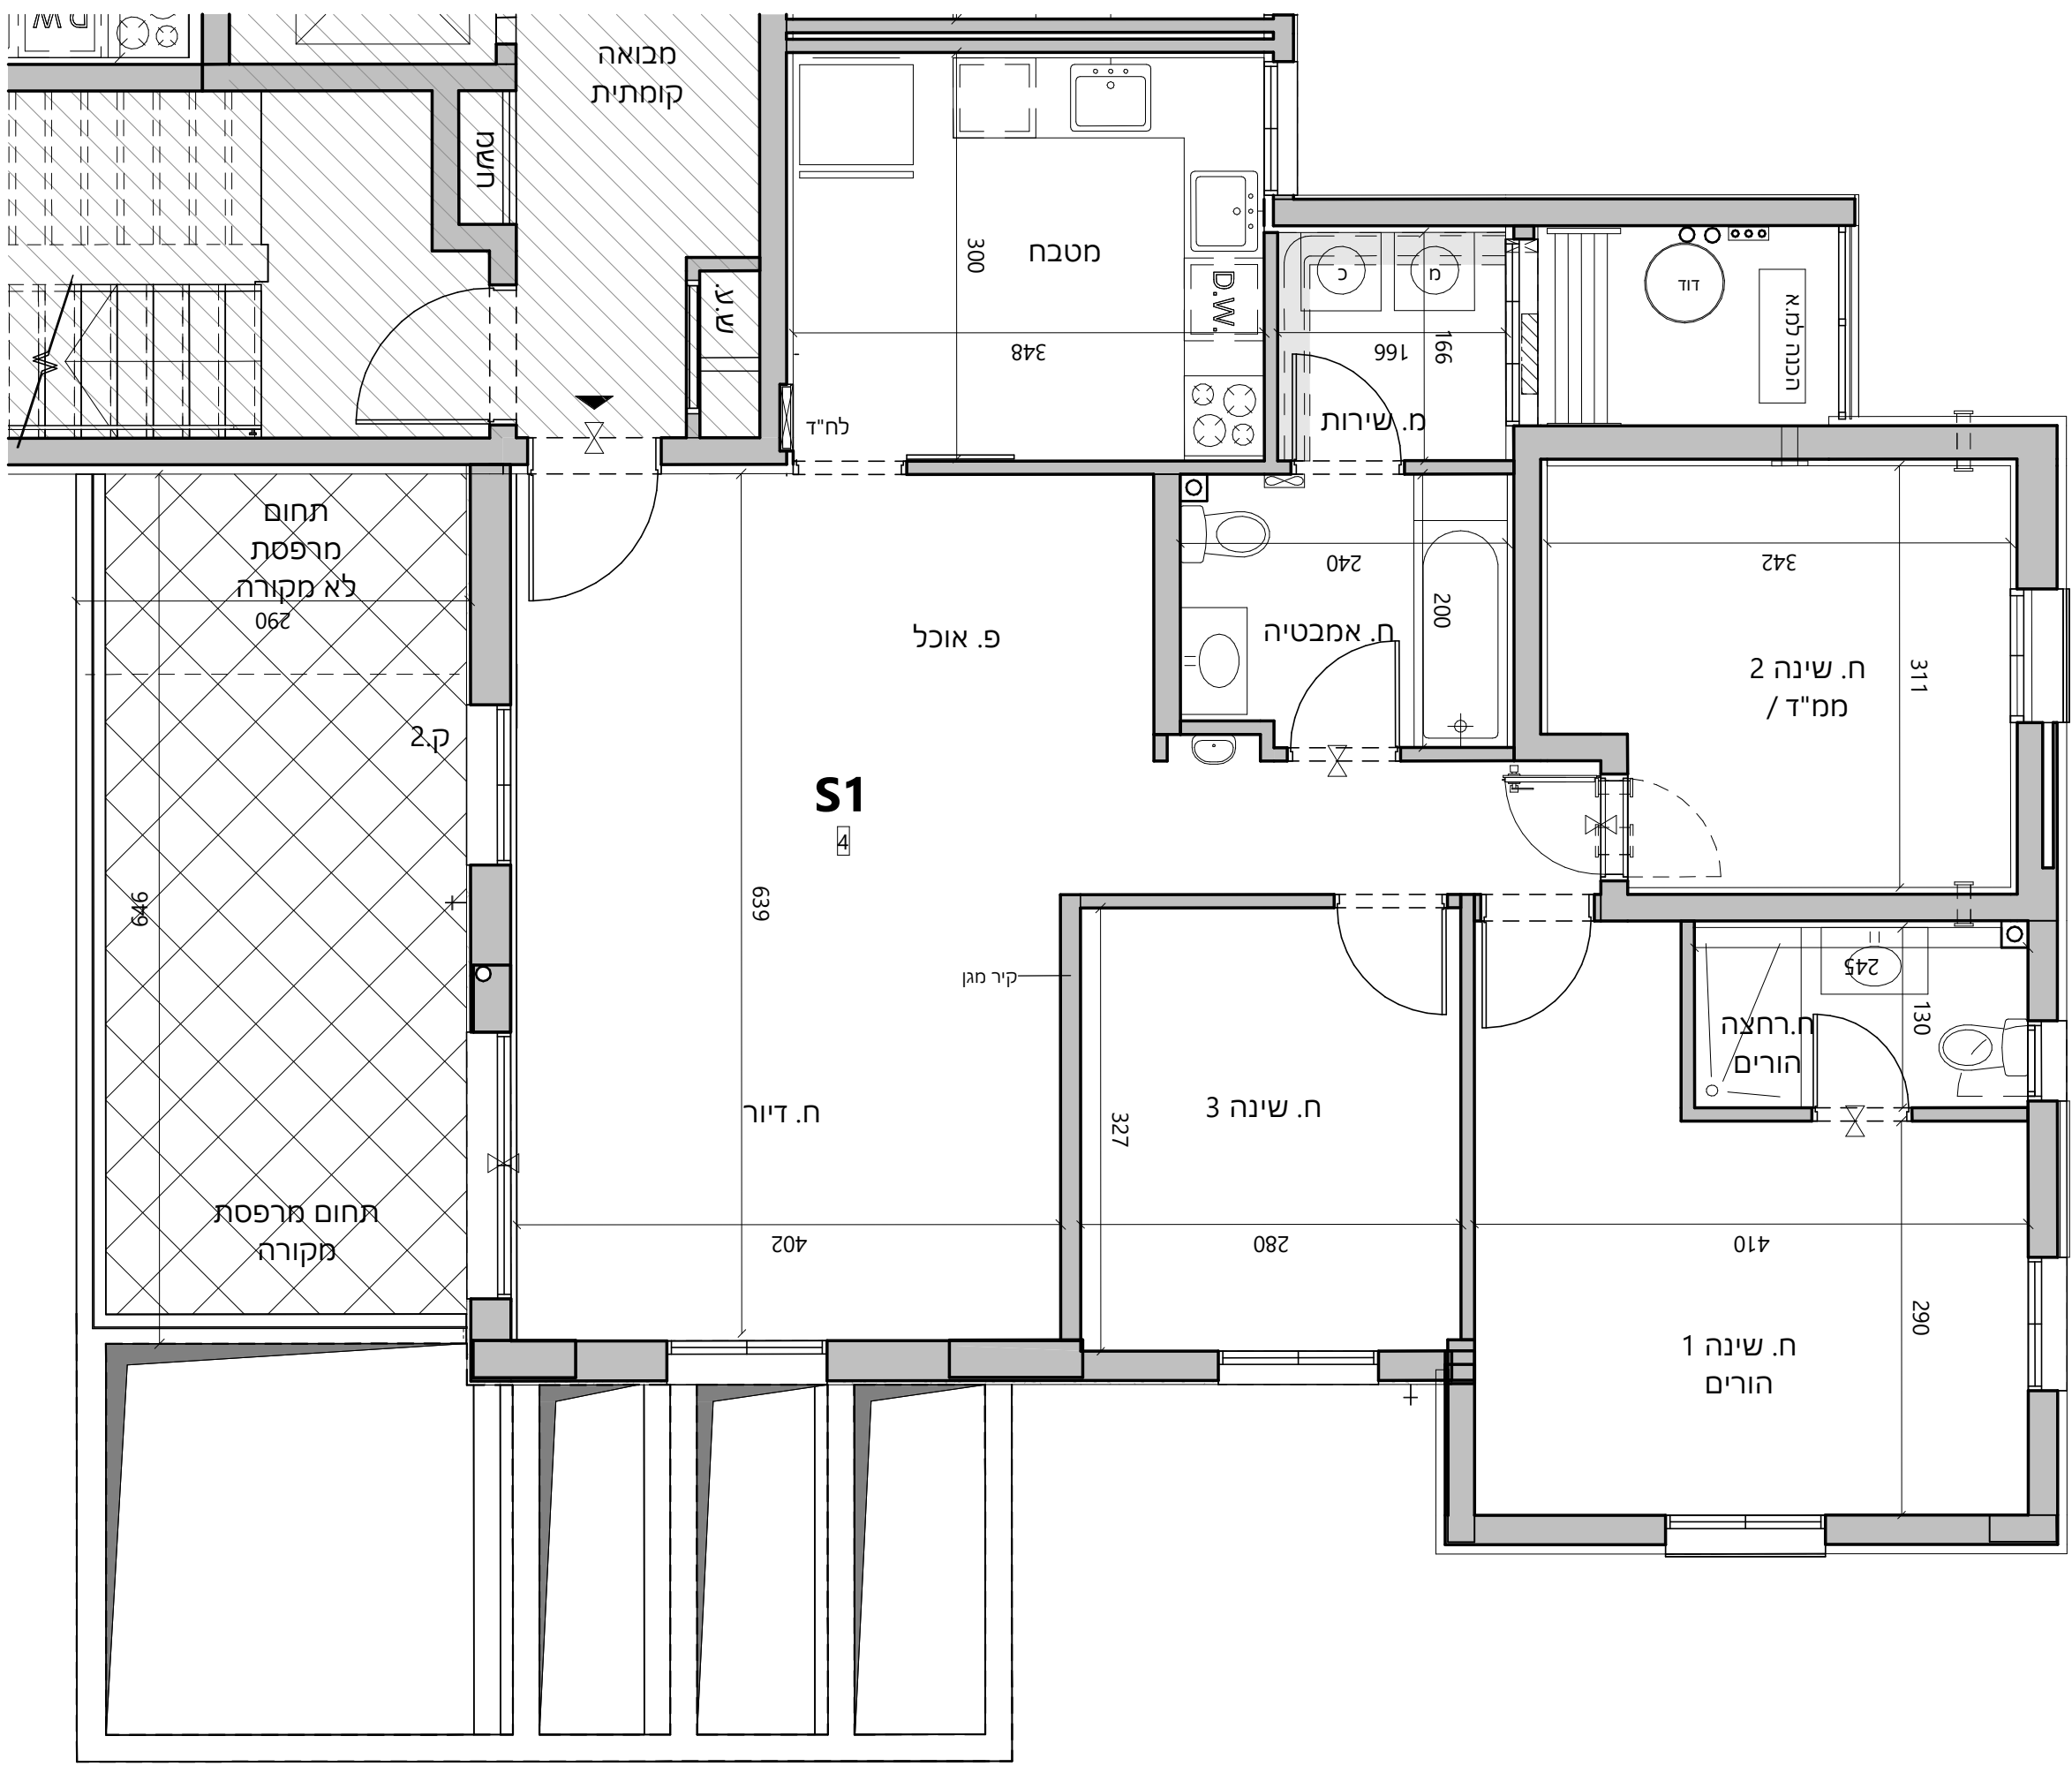 D W
מבואה
קומתית
חשמל
ש.ע.
מטבח
300
348
D.W.
לח"ד
כ
מ
166
166
מ. שירות
דוד
הכנה למ.א
תחום
מרפסת
לא מקורה
290
ק.2
646
תחום מרפסת
מקורה
פ. אוכל
S1
4
639
קיר מגן
ח. דיור
402
240
200
ח. אמבטיה
342
311
ח. שינה 2
/ ממ"ד
ח. שינה 3
327
280
245
130
ח.רחצה
הורים
410
290
ח. שינה 1
הורים